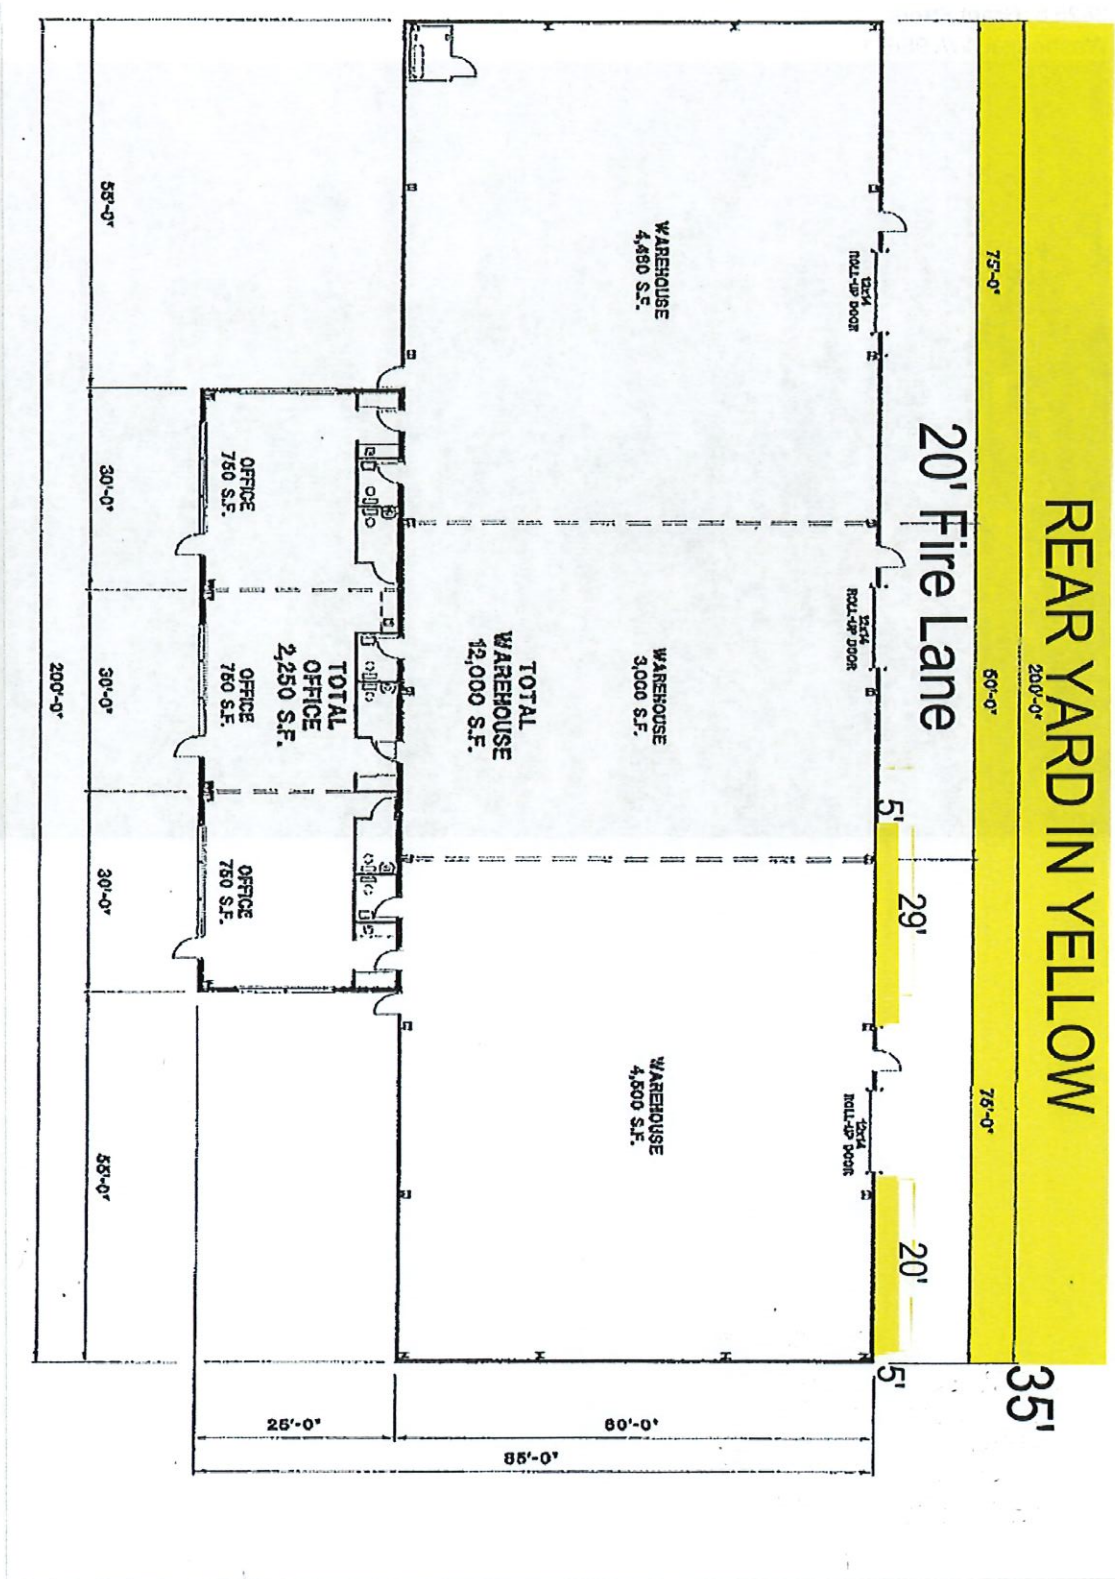 REAR YARD IN YELLOW
35'
200'-0"
75'-0"
50'-0"
75'-0"
20' Fire Lane
5'
29'
20'
5'
12x14
ROLL-UP DOOR
12x14
ROLL-UP DOOR
ROLL-UP DOOR
WAREHOUSE
4,480 S.F.
WAREHOUSE
3,000 S.F.
WAREHOUSE
4,500 S.F.
TOTAL
WAREHOUSE
12,000 S.F.
TOTAL
OFFICE
2,250 S.F.
OFFICE
750 S.F.
OFFICE
750 S.F.
OFFICE
750 S.F.
55'-0"
30'-0"
30'-0"
30'-0"
55'-0"
200'-0"
25'-0"
60'-0"
85'-0"